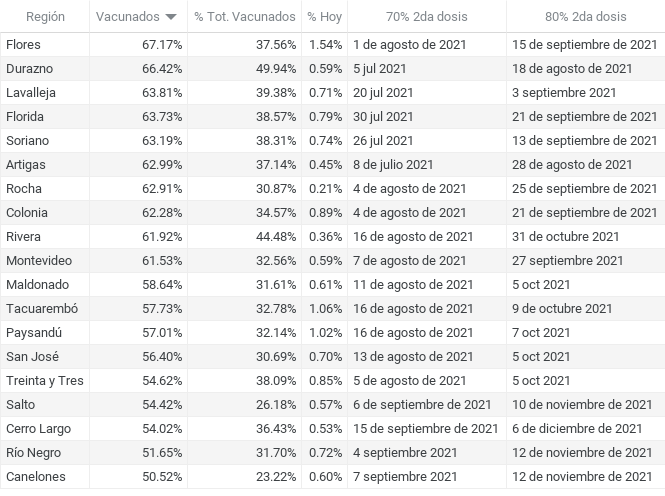 Región Vacunados % Tot. Vacunados % Hoy 70% 2da dosis 80% 2da dosis
Flores 67.17% 37.56% 1.54% 1 de agosto de 2021 15 de septiembre de 2021
Durazno 66.42% 49.94% 0.59% 5 jul 2021 18 de agosto de 2021
Lavalleja 63.81% 39.38% 0.71% 20 jul 2021 3 septiembre 2021
Florida 63.73% 38.57% 0.79% 30 jul 2021 21 de septiembre de 2021
Soriano 63.19% 38.31% 0.74% 26 jul 2021 13 de septiembre de 2021
Artigas 62.99% 37.14% 0.45% 8 de julio 2021 28 de agosto de 2021
Rocha 62.91% 30.87% 0.21% 4 de agosto de 2021 25 de septiembre de 2021
Colonia 62.28% 34.57% 0.89% 4 de agosto de 2021 21 de septiembre de 2021
Rivera 61.92% 44.48% 0.36% 16 de agosto de 2021 31 de octubre 2021
Montevideo 61.53% 32.56% 0.59% 7 de agosto de 2021 27 septiembre 2021
Maldonado 58.64% 31.61% 0.61% 11 de agosto de 2021 5 oct 2021
Tacuarembó 57.73% 32.78% 1.06% 16 de agosto de 2021 9 de octubre 2021
Paysandú 57.01% 32.14% 1.02% 16 de agosto de 2021 7 oct 2021
San José 56.40% 30.69% 0.70% 13 de agosto de 2021 5 oct 2021
Treinta y Tres 54.62% 38.09% 0.85% 5 de agosto de 2021 5 oct 2021
Salto 54.42% 26.18% 0.57% 6 de septiembre de 2021 10 de noviembre de 2021
Cerro Largo 54.02% 36.43% 0.53% 15 de septiembre de 2021 6 de diciembre de 2021
Río Negro 51.65% 31.70% 0.72% 4 septiembre 2021 12 de noviembre de 2021
Canelones 50.52% 23.22% 0.60% 7 septiembre 2021 12 de noviembre de 2021